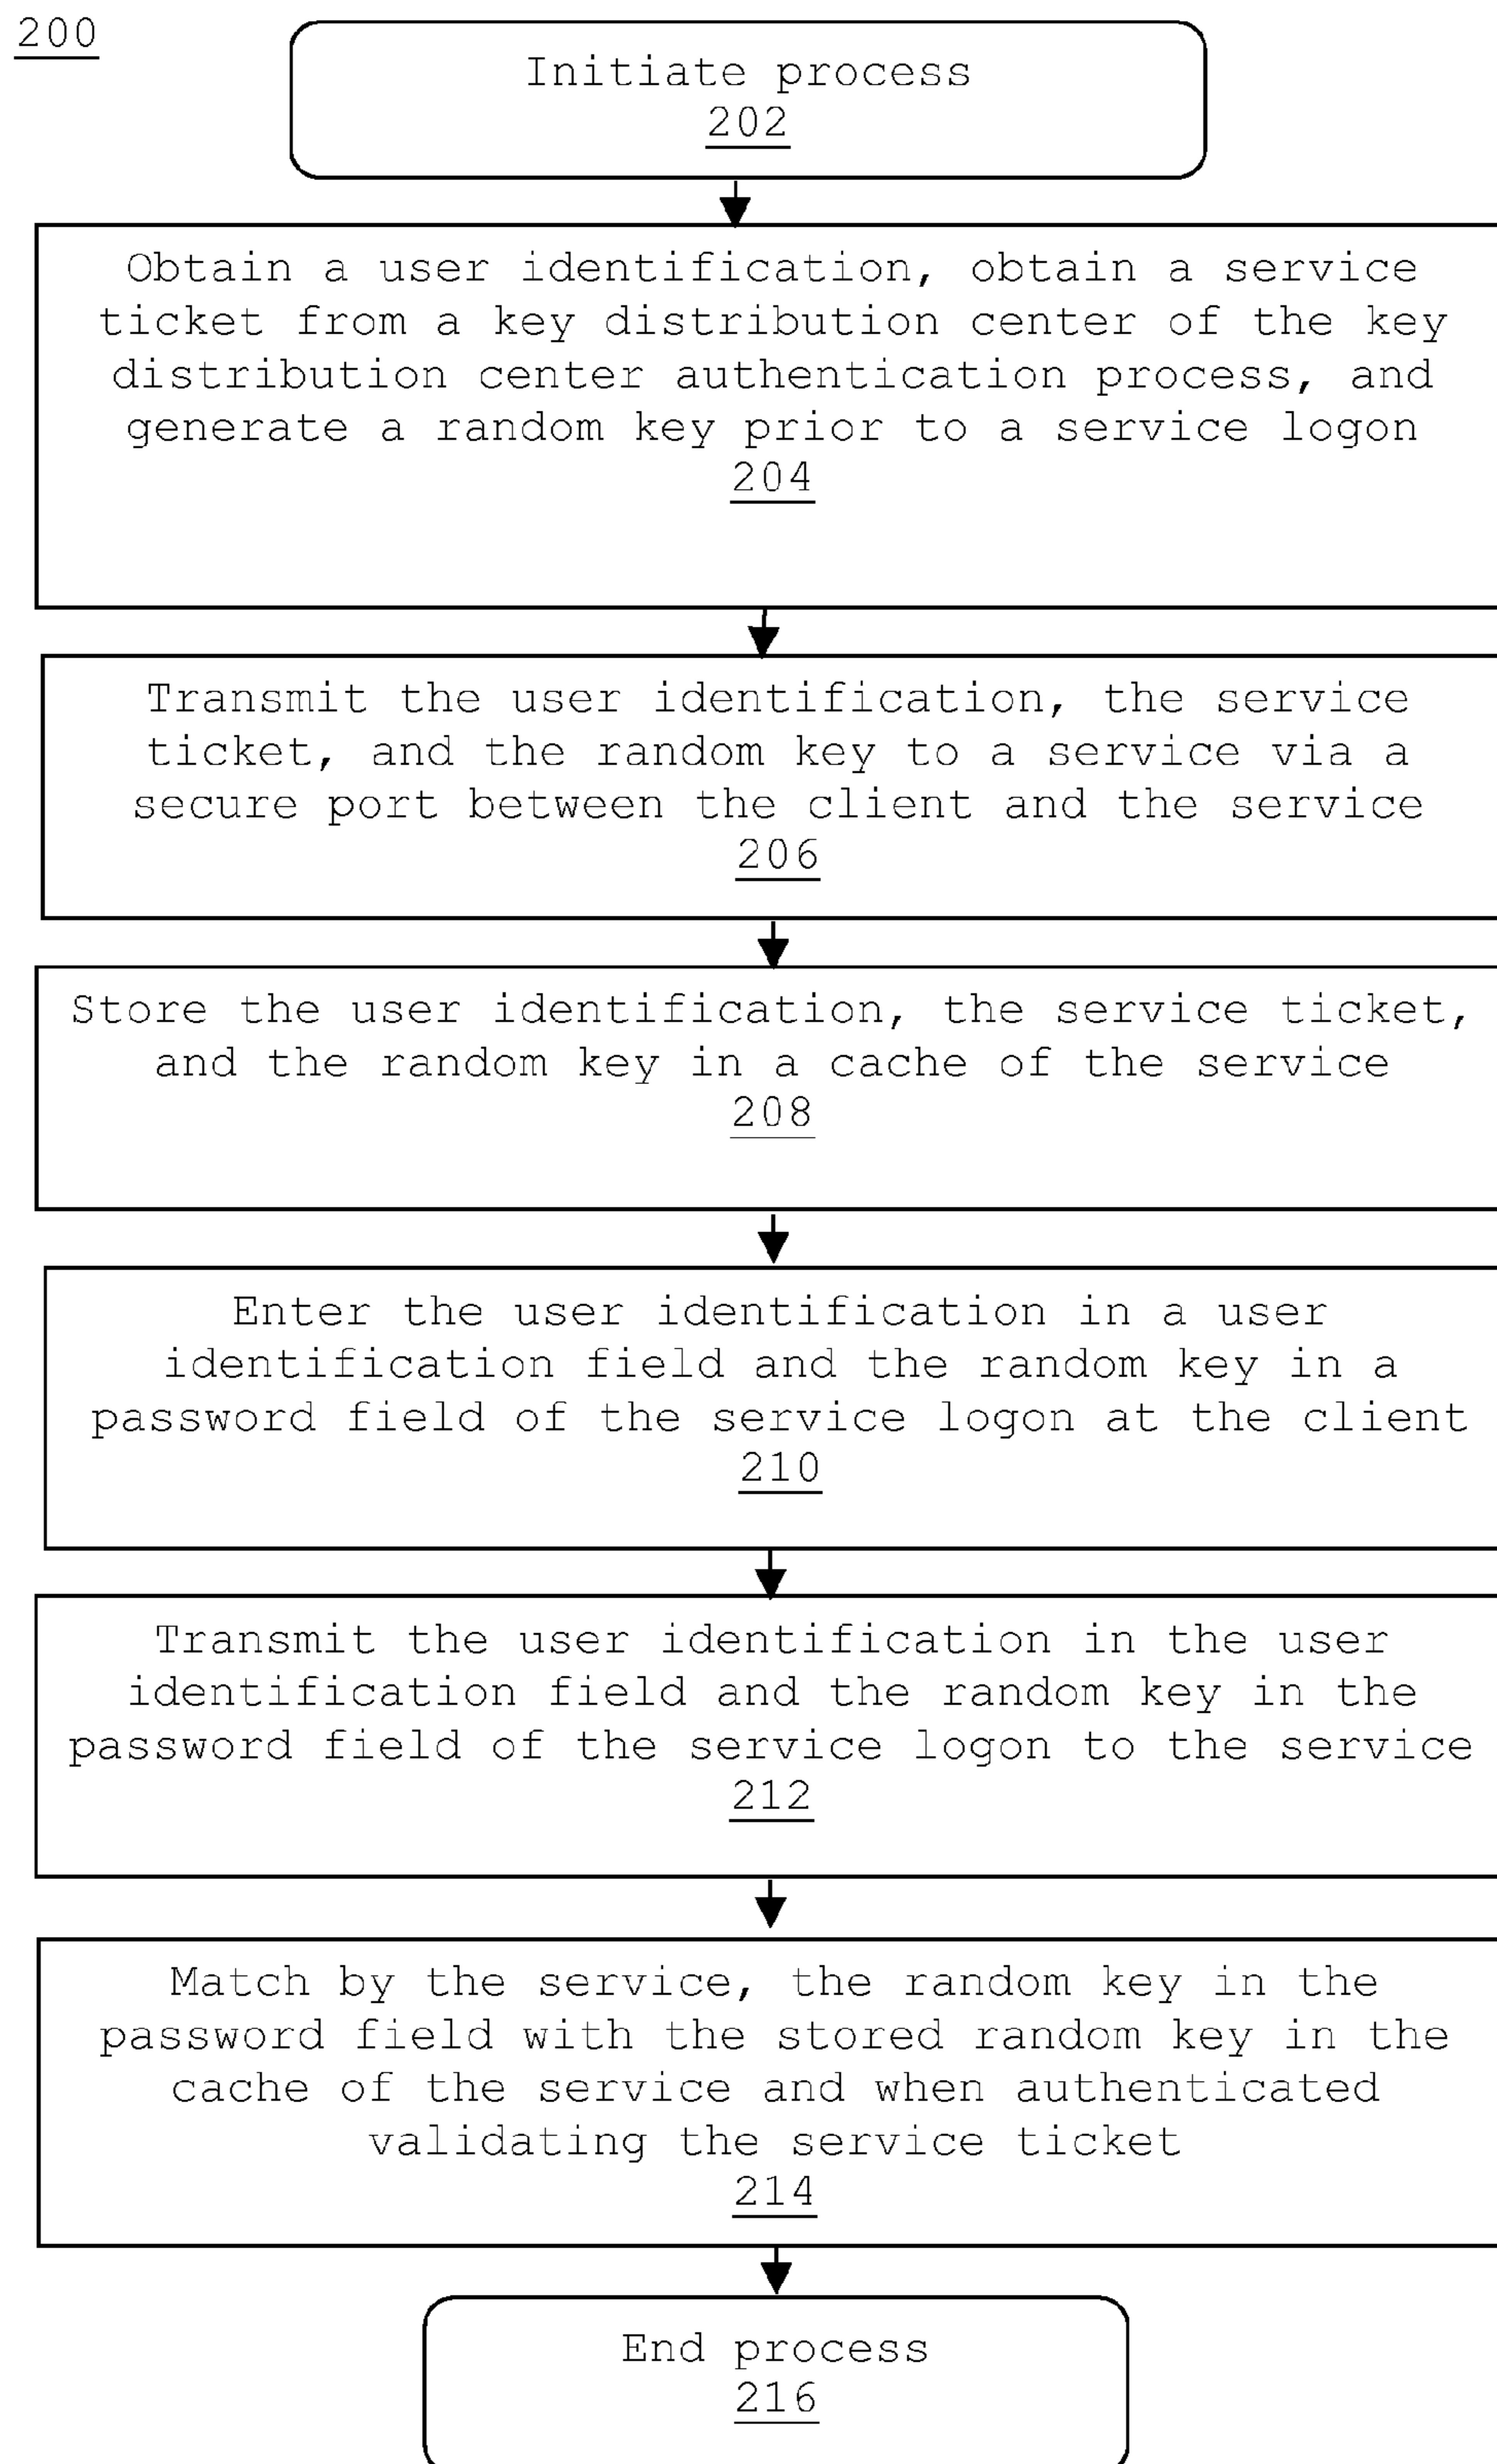 200
Initiate process
202
Obtain a user identification, obtain a service
ticket from a key distribution center of the key
distribution center authentication process, and
generate a random key prior to a service logon
204
Transmit the user identification, the service
ticket, and the random key to a service via a
secure port between the client and the service
206
Store the user identification, the service ticket,
and the random key in a cache of the service
208
Enter the user identification in a user
identification field and the random key in a
password field of the service logon at the client
210
Transmit the user identification in the user
identification field and the random key in the
password field of the service logon to the service
212
Match by the service, the random key in the
password field with the stored random key in the
cache of the service and when authenticated
validating the service ticket
214
End process
216